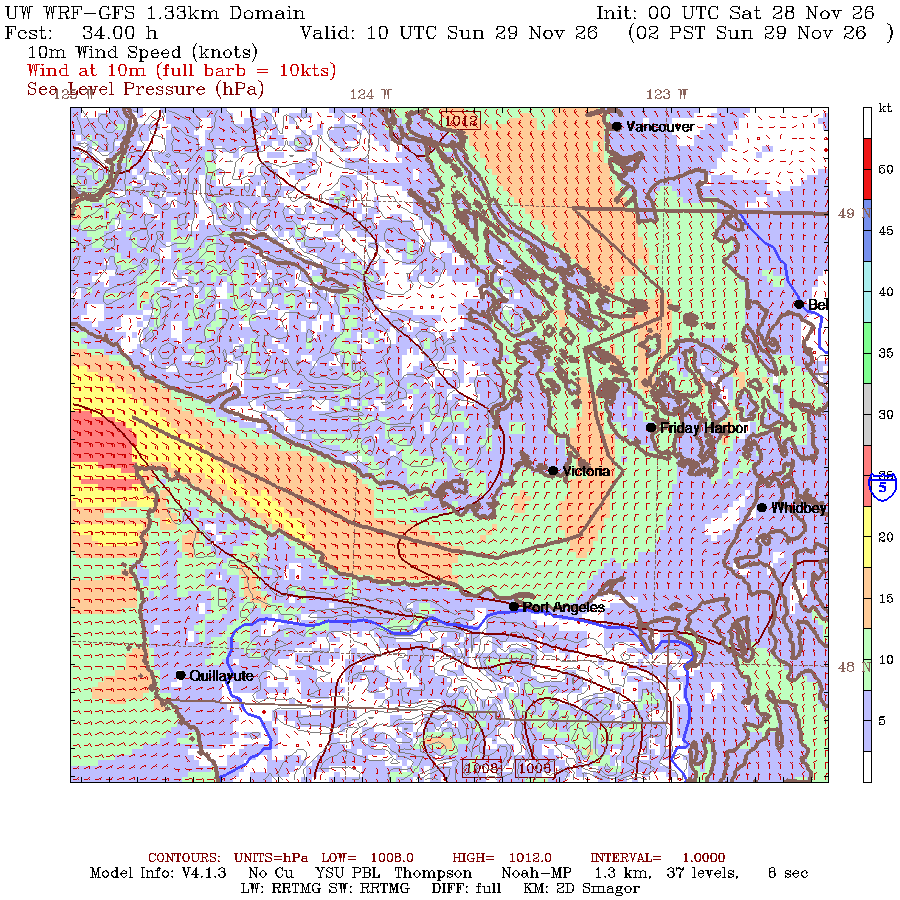 UW WRF-GFS 1.33km Domain Init: 00 UTC Sat 28 Nov 26
Fcst: 34.00 h Valid: 10 UTC Sun 29 Nov 26 (02 PST Sun 29 Nov 26 )
10m Wind Speed (knots)
Wind at 10m (full barb = 10kts)
Sea Level Pressure (hPa)
125 W 124 W 123 W
kt
1012
Vancouver
60
49 N
45
40
Bel
35
30
Friday Harbor
Victoria
25
5
Whidbey
20
15
Port Angeles
10
48 N
Quillayute
5
1008 1006
CONTOURS: UNITS=hPa LOW= 1008.0 HIGH= 1012.0 INTERVAL= 1.0000
Model Info: V4.1.3 No Cu YSU PBL Thompson Noah-MP 1.3 km, 37 levels, 8 sec
LW: RRTMG SW: RRTMG DIFF: full KM: 2D Smagor